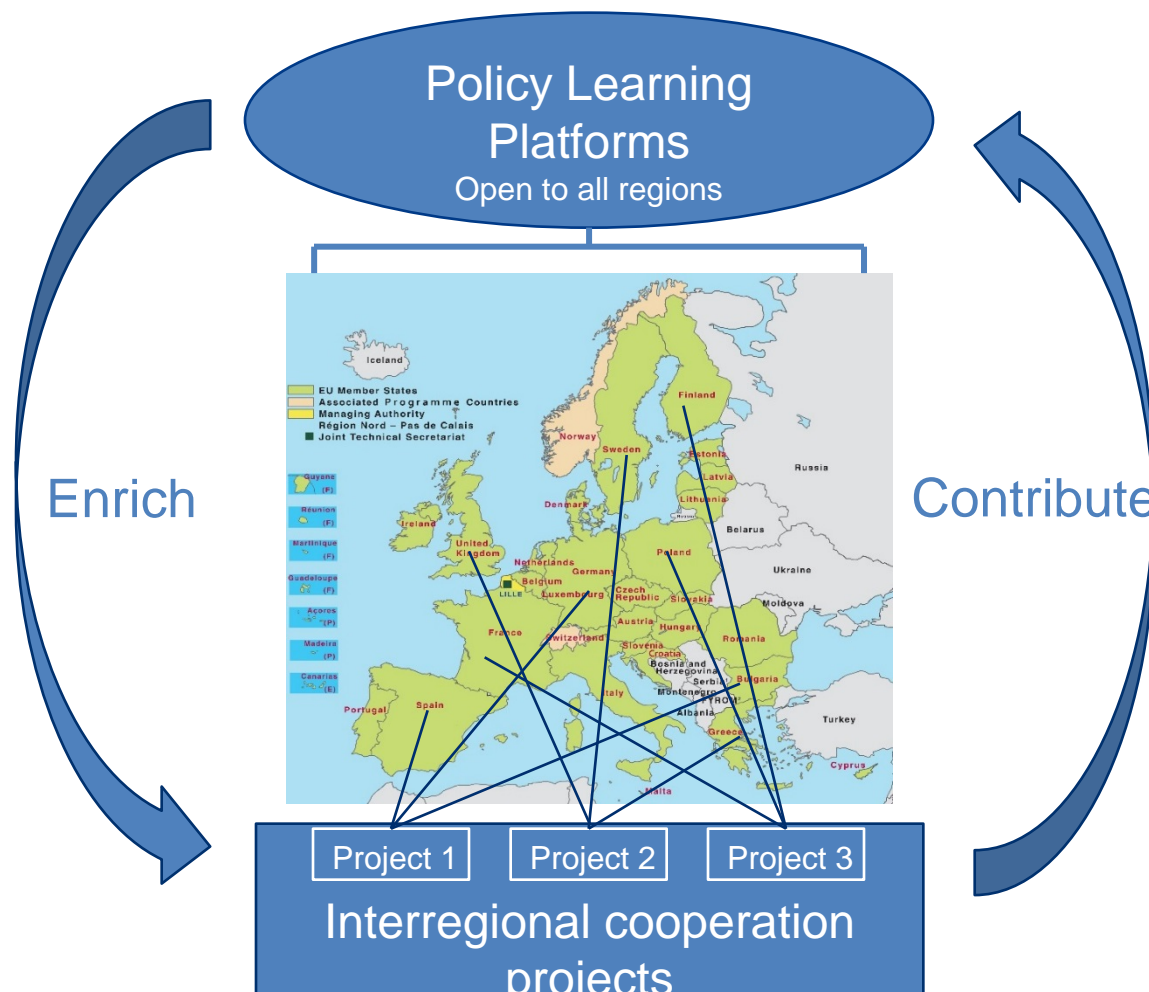 Policy Learning
Platforms
Open to all regions
Iceland
EU Member States
Associated Programme Countries
Managing Authority
Région Nord – Pas de Calais
Joint Technical Secretariat
Finland
Norway
Sweden
Estonia
Russia
Latvia
Lithuania
Denmark
Belarus
Guyane
(F)
Réunion
(F)
Martinique
(F)
Guadeloupe
(F)
Açores
(P)
Madeira
(P)
Canarias
(E)
Enrich
Contribute
Ireland
United
Kingdom
Netherlands
Poland
Germany
Belgium
Ukraine
LILLE
Luxembourg
Czech
Republic
Slovakia
Moldova
Austria
Hungary
France
Switzerland
Romania
Slovenia
Croatia
Bosnia and
Herzegovina
Serbia
Bulgaria
Montenegro
Italy
FYROM
Albania
Portugal
Spain
Turkey
Greece
Cyprus
Malta
Project 1
Project 2
Project 3
Interregional cooperation
projects